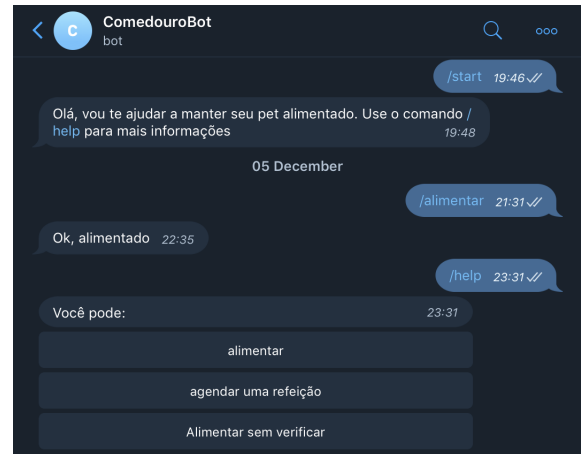 C
ComedouroBot
bot
/start 19:46
Olá, vou te ajudar a manter seu pet alimentado. Use o comando /
help para mais informações 19:48
05 December
/alimentar 21:31
Ok, alimentado 22:35
/help 23:31
Você pode: 23:31
alimentar
agendar uma refeição
Alimentar sem verificar